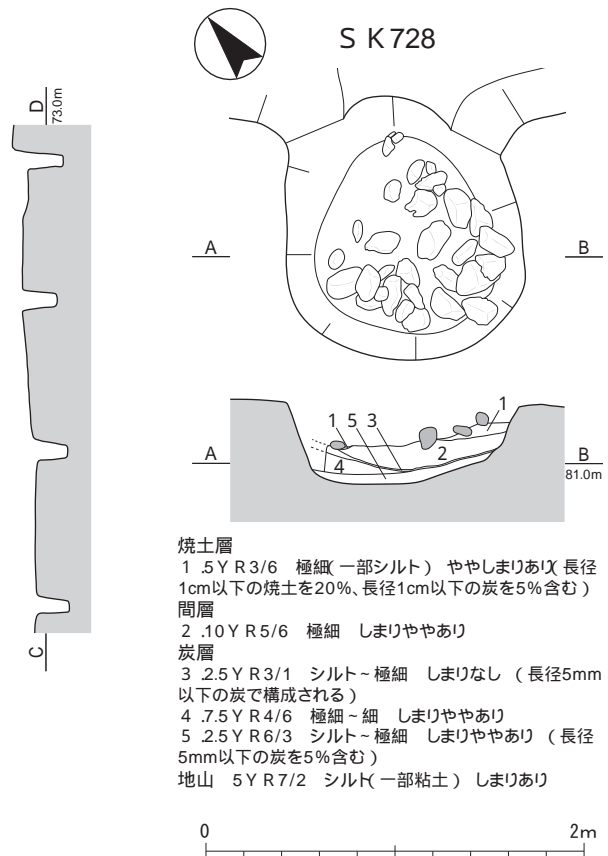 ＳＫ728
D
73.0m
A
B
1
1 5 3
2
4
A
B
81.0m
C
焼土層
1 .5ＹＲ3/6　極細(一部シルト)　ややしまりあり(長径
1cm以下の焼土を20%、長径1cm以下の炭を5%含む)
間層
2 .10ＹＲ5/6　極細　しまりややあり
炭層
3 .2.5ＹＲ3/1　シルト~極細　しまりなし　(長径5mm
以下の炭で構成される)
4 .7.5ＹＲ4/6　極細~細　しまりややあり
5 .2.5ＹＲ6/3　シルト~極細　しまりややあり　(長径
5mm以下の炭を5%含む)
地山　5ＹＲ7/2　シルト(一部粘土)　しまりあり
0
2m